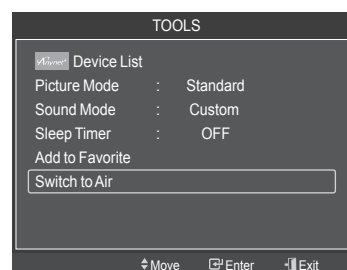 TOOLS
Anynet+ Device List
Picture Mode : Standard
Sound Mode : Custom
Sleep Timer : OFF
Add to Favorite
Switch to Air
Move Enter Exit